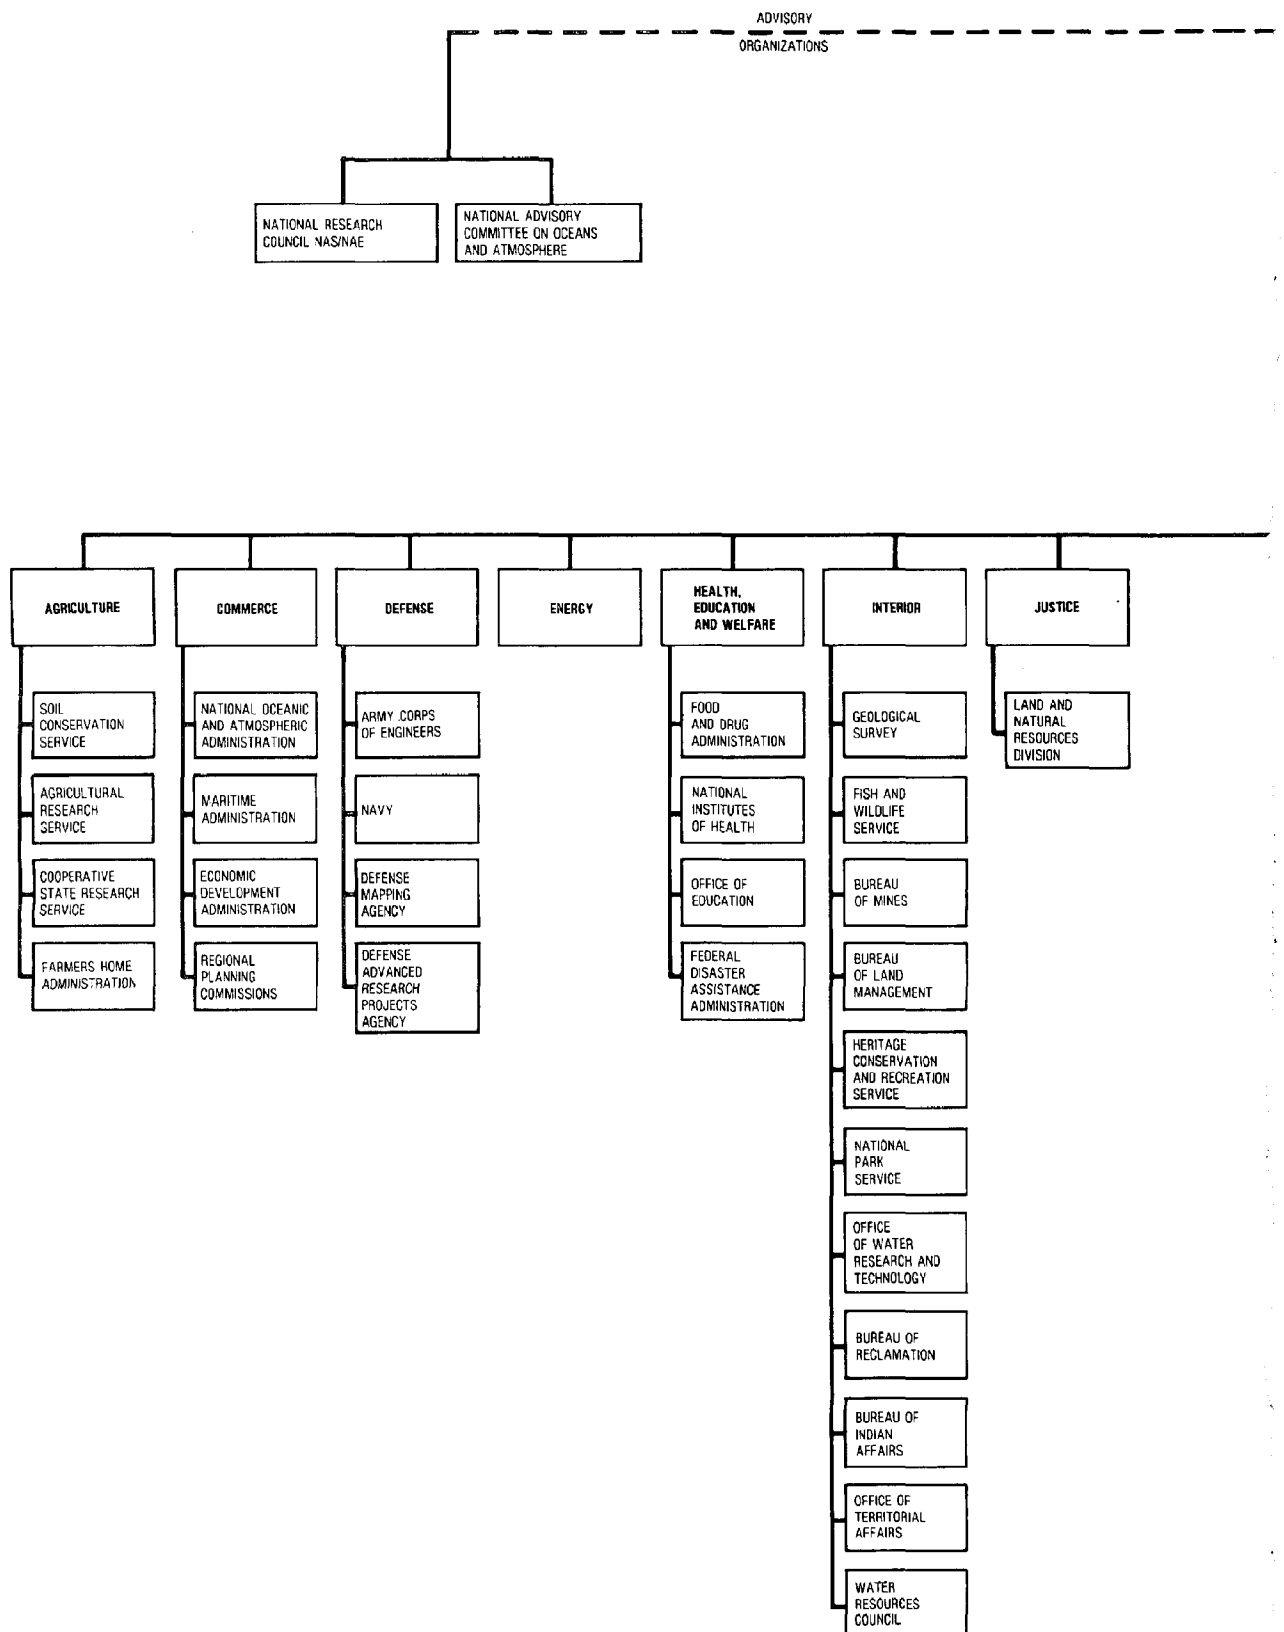 ADVISORY
ORGANIZATIONS
NATIONAL RESEARCH
COUNCIL NAS/NAE
NATIONAL ADVISORY
COMMITTEE ON OCEANS
AND ATMOSPHERE
AGRICULTURE
SOIL
CONSERVATION
SERVICE
AGRICULTURAL
RESEARCH
SERVICE
COOPERATIVE
STATE RESEARCH
SERVICE
FARMERS HOME
ADMINISTRATION
COMMERCE
NATIONAL OCEANIC
AND ATMOSPHERIC
ADMINISTRATION
MARITIME
ADMINISTRATION
ECONOMIC
DEVELOPMENT
ADMINISTRATION
REGIONAL
PLANNING
COMMISSIONS
DEFENSE
ARMY CORPS
OF ENGINEERS
NAVY
DEFENSE
MAPPING
AGENCY
DEFENSE
ADVANCED
RESEARCH
PROJECTS
AGENCY
ENERGY
HEALTH,
EDUCATION
AND WELFARE
FOOD
AND DRUG
ADMINISTRATION
NATIONAL
INSTITUTES
OF HEALTH
OFFICE OF
EDUCATION
FEDERAL
DISASTER
ASSISTANCE
ADMINISTRATION
INTERIOR
GEOLOGICAL
SURVEY
FISH AND
WILDLIFE
SERVICE
BUREAU
OF MINES
BUREAU
OF LAND
MANAGEMENT
HERITAGE
CONSERVATION
AND RECREATION
SERVICE
NATIONAL
PARK
SERVICE
OFFICE
OF WATER
RESEARCH AND
TECHNOLOGY
BUREAU OF
RECLAMATION
BUREAU OF
INDIAN
AFFAIRS
OFFICE OF
TERRITORIAL
AFFAIRS
WATER
RESOURCES
COUNCIL
JUSTICE
LAND AND
NATURAL
RESOURCES
DIVISION